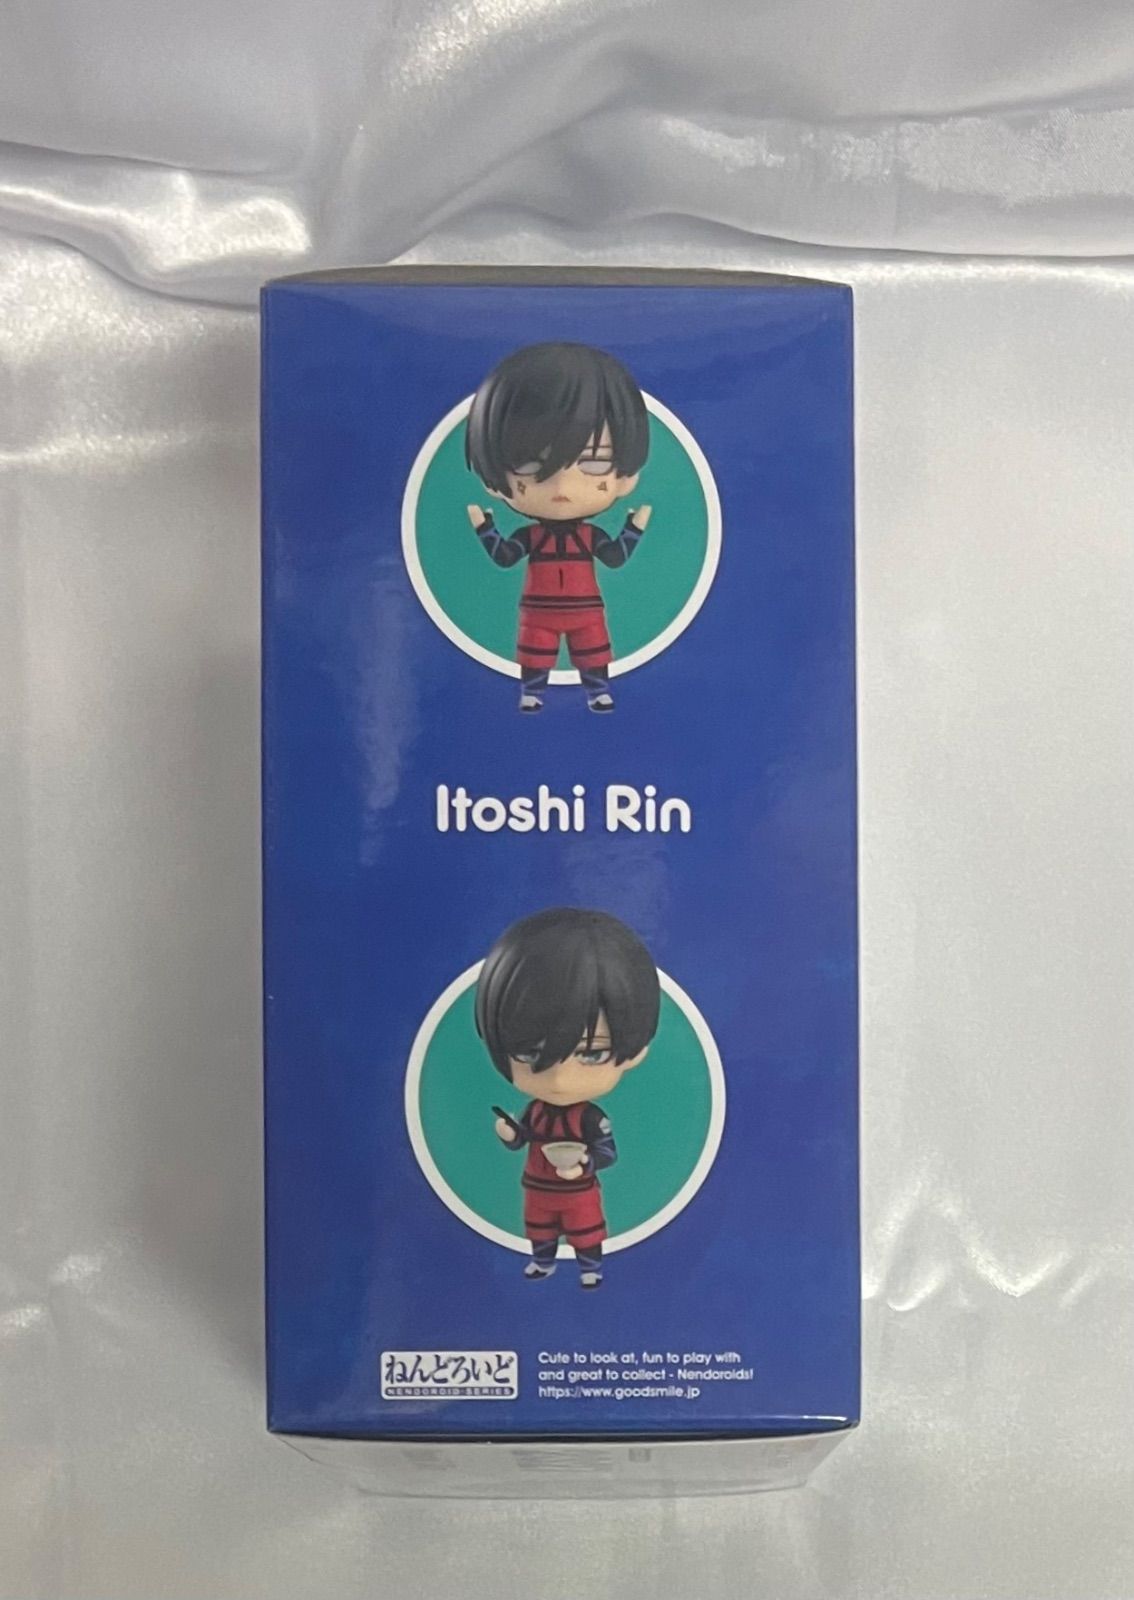 Itoshi Rin
ねんどろいど
NENDOROID SERIES
Cute to look at, fun to play with
and great to collect - Nendoroids!
https://www.goodsmile.jp